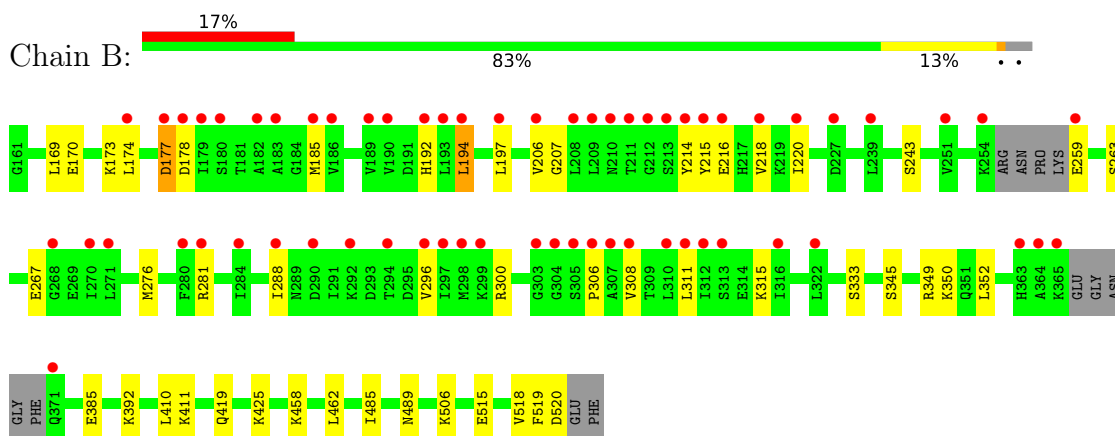 17%
Chain B:
83% 13% • •
G161 L169 E170 K173 L174 D177 D178 I179 S180 T181 A182 A183 G184 M185 V186 V189 V190 D191 H192 L193 L194 L197 V206 G207 L208 L209 N210 T211 G212 S213 Y214 Y215 E216 H217 V218 K219 I220 D227 L239 S243 V251 K254 ARG ASN PRO LYS E259 S263
E267 G268 E269 I270 L271 M276 F280 R281 I284 I288 N289 D290 I291 K292 D293 T294 D295 V296 I297 M298 K299 R300 G303 G304 S305 P306 A307 V308 T309 L310 L311 I312 S313 E314 K315 I316 L322 S333 S345 R349 K350 Q351 L352 H363 A364 K365 GLU GLY ASN
GLY PHE Q371 E385 K392 L410 K411 Q419 K425 K458 L462 I485 N489 K506 E515 V518 F519 D520 GLU PHE